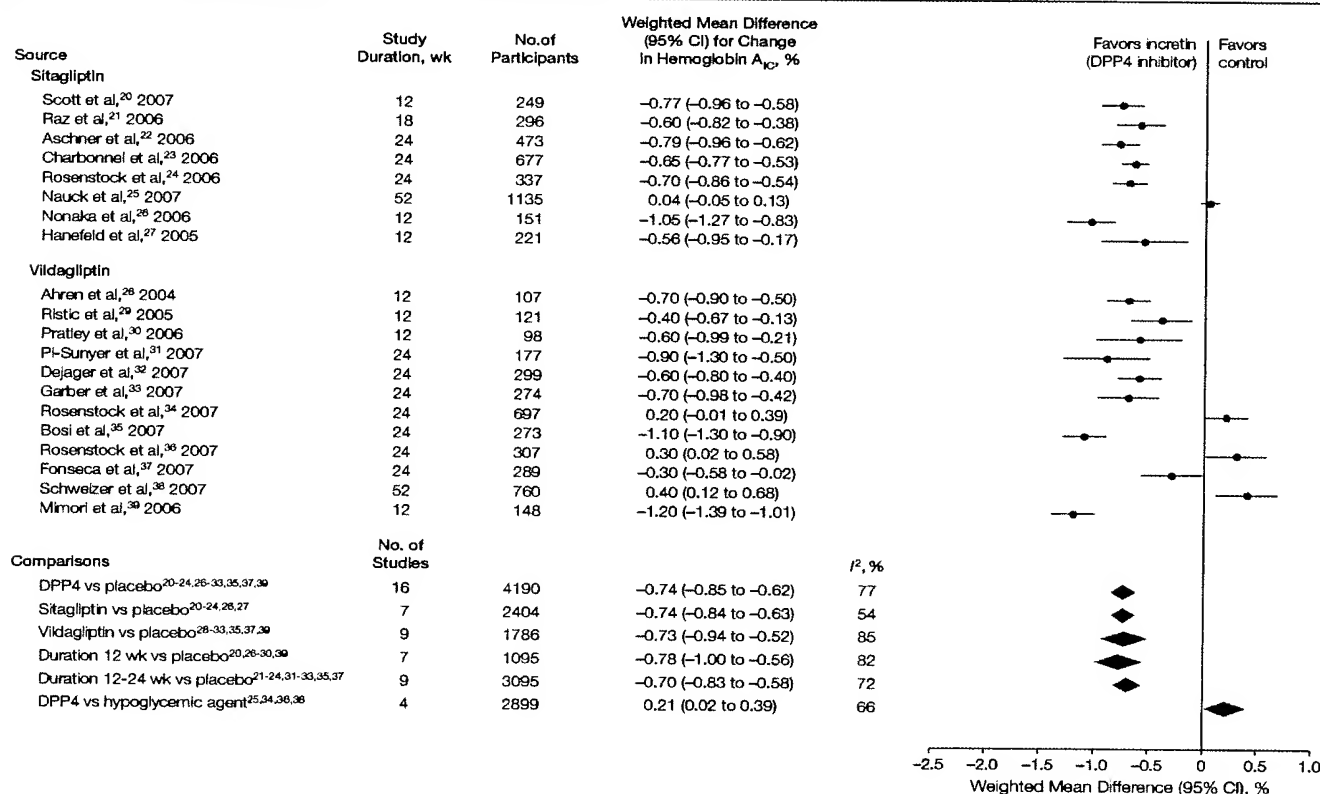 Source Study Duration, wk No.of Participants Weighted Mean Difference (95% CI) for Change in Hemoglobin A1C, % Favors incretin (DPP4 inhibitor) Favors control
Sitagliptin
Scott et al,20 2007 12 249 –0.77 (–0.96 to –0.58)
Raz et al,21 2006 18 296 –0.60 (–0.82 to –0.38)
Aschner et al,22 2006 24 473 –0.79 (–0.96 to –0.62)
Charbonnel et al,23 2006 24 677 –0.65 (–0.77 to –0.53)
Rosenstock et al,24 2006 24 337 –0.70 (–0.86 to –0.54)
Nauck et al,25 2007 52 1135 0.04 (–0.05 to 0.13)
Nonaka et al,26 2006 12 151 –1.05 (–1.27 to –0.83)
Hanefeld et al,27 2005 12 221 –0.56 (–0.95 to –0.17)
Vildagliptin
Ahren et al,28 2004 12 107 –0.70 (–0.90 to –0.50)
Ristic et al,29 2005 12 121 –0.40 (–0.67 to –0.13)
Pratley et al,30 2006 12 98 –0.60 (–0.99 to –0.21)
Pi-Sunyer et al,31 2007 24 177 –0.90 (–1.30 to –0.50)
Dejager et al,32 2007 24 299 –0.60 (–0.80 to –0.40)
Garber et al,33 2007 24 274 –0.70 (–0.98 to –0.42)
Rosenstock et al,34 2007 24 697 0.20 (–0.01 to 0.39)
Bosi et al,35 2007 24 273 –1.10 (–1.30 to –0.90)
Rosenstock et al,36 2007 24 307 0.30 (0.02 to 0.58)
Fonseca et al,37 2007 24 289 –0.30 (–0.58 to –0.02)
Schweizer et al,38 2007 52 760 0.40 (0.12 to 0.68)
Mimori et al,39 2006 12 148 –1.20 (–1.39 to –1.01)
Comparisons No. of Studies I2, %
DPP4 vs placebo20-24,26-33,35,37,39 16 4190 –0.74 (–0.85 to –0.62) 77
Sitagliptin vs placebo20-24,26,27 7 2404 –0.74 (–0.84 to –0.63) 54
Vildagliptin vs placebo28-33,35,37,39 9 1786 –0.73 (–0.94 to –0.52) 85
Duration 12 wk vs placebo20,26-30,39 7 1095 –0.78 (–1.00 to –0.56) 82
Duration 12-24 wk vs placebo21-24,31-33,35,37 9 3095 –0.70 (–0.83 to –0.58) 72
DPP4 vs hypoglycemic agent25,34,36,38 4 2899 0.21 (0.02 to 0.39) 66
–2.5 –2.0 –1.5 –1.0 –0.5 0 0.5 1.0
Weighted Mean Difference (95% CI), %